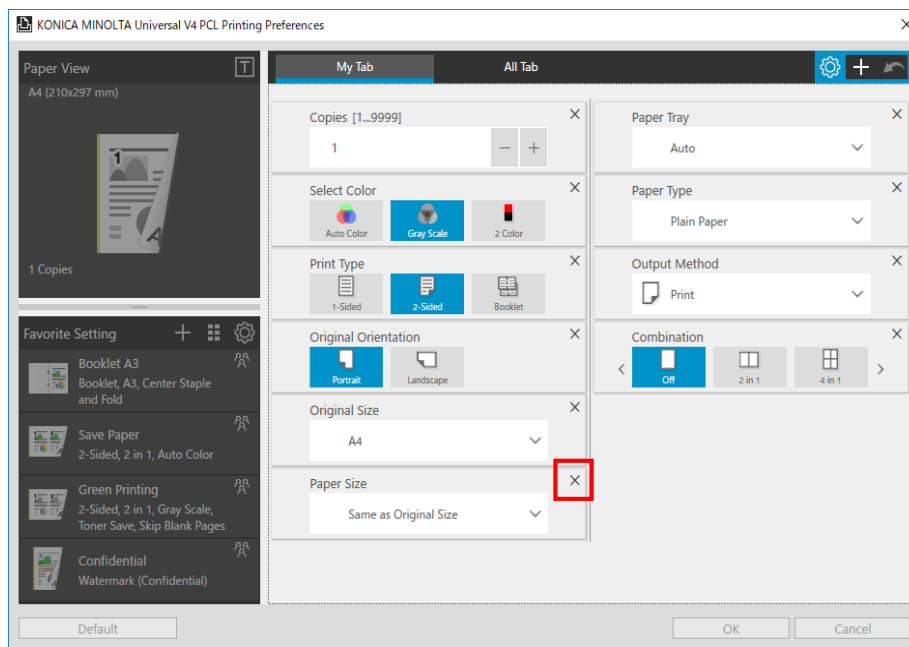 KONICA MINOLTA Universal V4 PCL Printing Preferences
Paper View
T
A4 (210x297 mm)
1
1 Copies
Favorite Setting
Booklet A3
Booklet, A3, Center Staple
and Fold
Save Paper
2-Sided, 2 in 1, Auto Color
Green Printing
2-Sided, 2 in 1, Gray Scale,
Toner Save, Skip Blank Pages
Confidential
Watermark (Confidential)
Default
My Tab
All Tab
Copies [1...9999]
1
Select Color
Auto Color
Gray Scale
2 Color
Print Type
1-Sided
2-Sided
Booklet
Original Orientation
Portrait
Landscape
Original Size
A4
Paper Size
Same as Original Size
Paper Tray
Auto
Paper Type
Plain Paper
Output Method
Print
Combination
Off
2 in 1
4 in 1
OK
Cancel